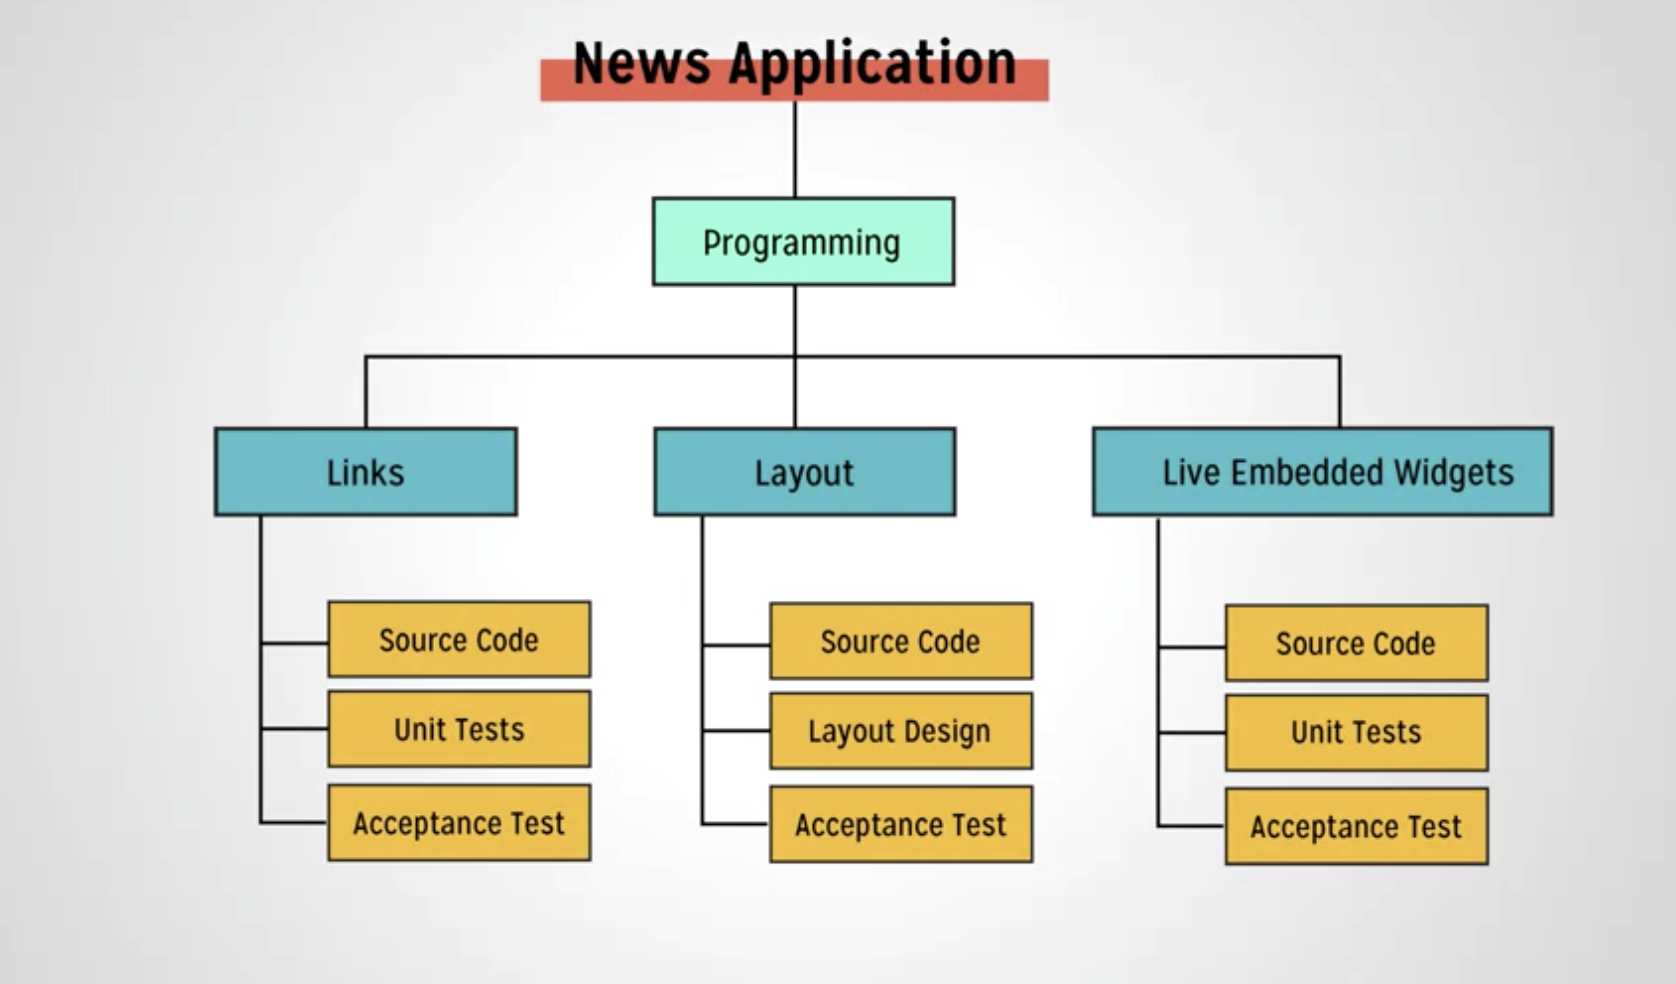 News Application
Programming
Links
Layout
Live Embedded Widgets
Source Code
Unit Tests
Acceptance Test
Source Code
Layout Design
Acceptance Test
Source Code
Unit Tests
Acceptance Test